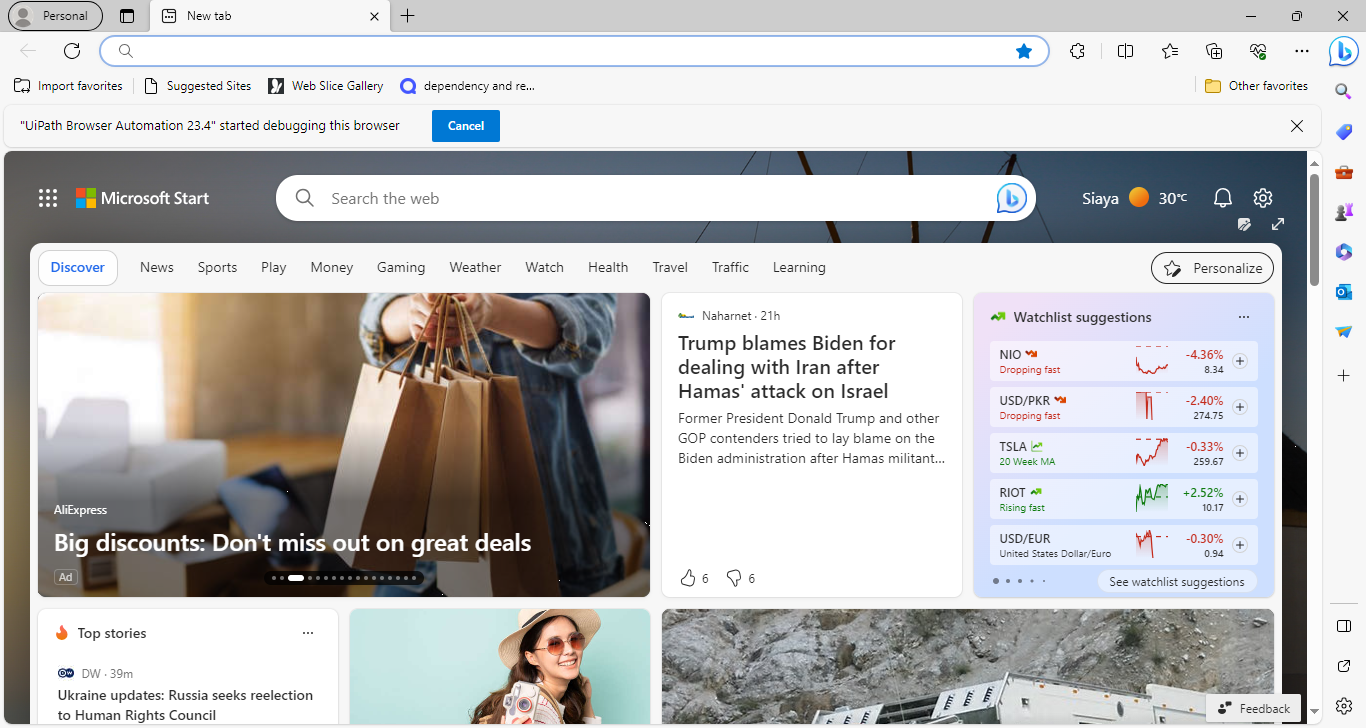 Personal
New tab
Import favorites
Suggested Sites
Web Slice Gallery
dependency and re...
Other favorites
"UiPath Browser Automation 23.4" started debugging this browser
Cancel
Microsoft Start
Search the web
Siaya
30°C
Discover
News
Sports
Play
Money
Gaming
Weather
Watch
Health
Travel
Traffic
Learning
Personalize
AliExpress
Big discounts: Don't miss out on great deals
Ad
Naharnet · 21h
Trump blames Biden for
dealing with Iran after
Hamas' attack on Israel
Former President Donald Trump and other
GOP contenders tried to lay blame on the
Biden administration after Hamas militant...
6
6
Watchlist suggestions
NIO
-4.36%
Dropping fast
8.34
USD/PKR
-2.40%
Dropping fast
274.75
TSLA
-0.33%
20 Week MA
259.67
RIOT
+2.52%
Rising fast
10.17
USD/EUR
-0.30%
United States Dollar/Euro
0.94
See watchlist suggestions
Top stories
DW · 39m
Ukraine updates: Russia seeks reelection
to Human Rights Council
Feedback